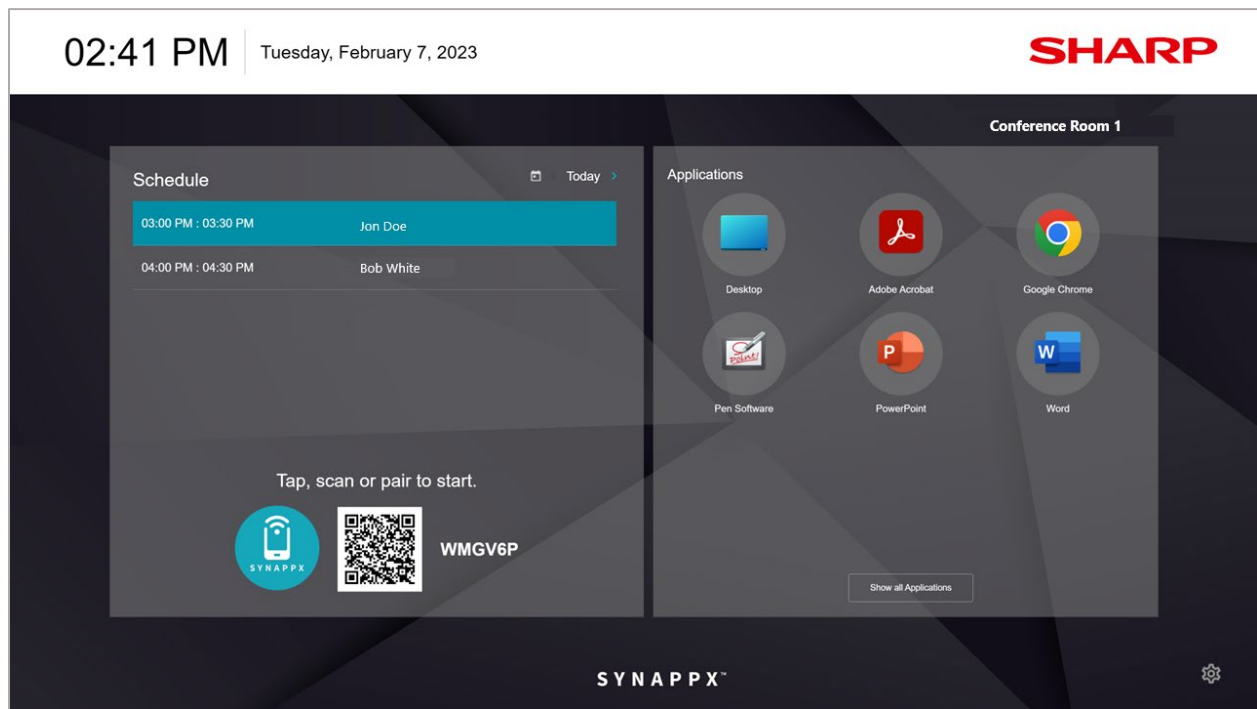 02:41 PM
Tuesday, February 7, 2023
SHARP
Conference Room 1
Schedule
Today
03:00 PM : 03:30 PM Jon Doe
04:00 PM : 04:30 PM Bob White
Tap, scan or pair to start.
SYNAPPX
WMGV6P
Applications
Desktop
Adobe Acrobat
Google Chrome
Point!
Pen Software
P
PowerPoint
W
Word
Show all Applications
SYNAPPX™